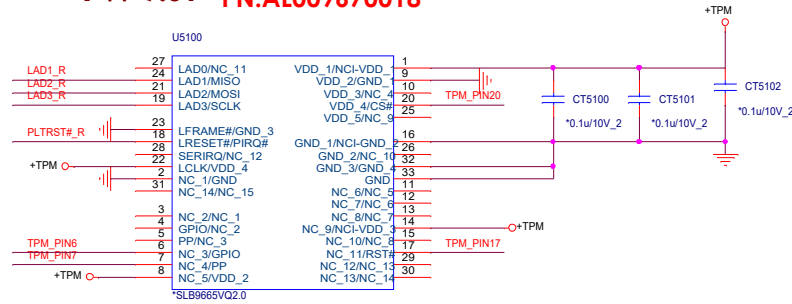 PN:AL009670018
+TPM
U5100
27 LAD0/NC_11 VDD_1/NCI-VDD_1 1
LAD1_R 24 LAD1/MISO VDD_2/GND_1 9
LAD2_R 21 LAD2/MOSI VDD_3/NC_4 10
LAD3_R 19 LAD3/SCLK VDD_4/CS# 20 TPM_PIN20
VDD_5/NC_9 25
CT5100 CT5101 CT5102
*0.1u/10V_2 *0.1u/10V_2 *0.1u/10V_2
23 LFRAME#/GND_3
PLTRST#_R 18 LRESET#/PIRQ# GND_1/NCI-GND_2 16
28 SERIRQ/NC_12 GND_2/NC_10 26
+TPM 22 LCLK/VDD_4 GND_3/GND_4 32
2 NC_1/GND GND 33
31 NC_14/NC_15 NC_6/NC_5 11
NC_7/NC_6 12
3 NC_2/NC_1 NC_8/NC_7 13
4 GPIO/NC_2 NC_9/NCI-VDD_3 14 +TPM
5 PP/NC_3 NC_10/NC_8 15
TPM_PIN6 6 NC_3/GPIO NC_11/RST# 17 TPM_PIN17
TPM_PIN7 7 NC_4/PP NC_12/NC_13 29
+TPM 8 NC_5/VDD_2 NC_13/NC_14 30
*SLB9665VQ2.0